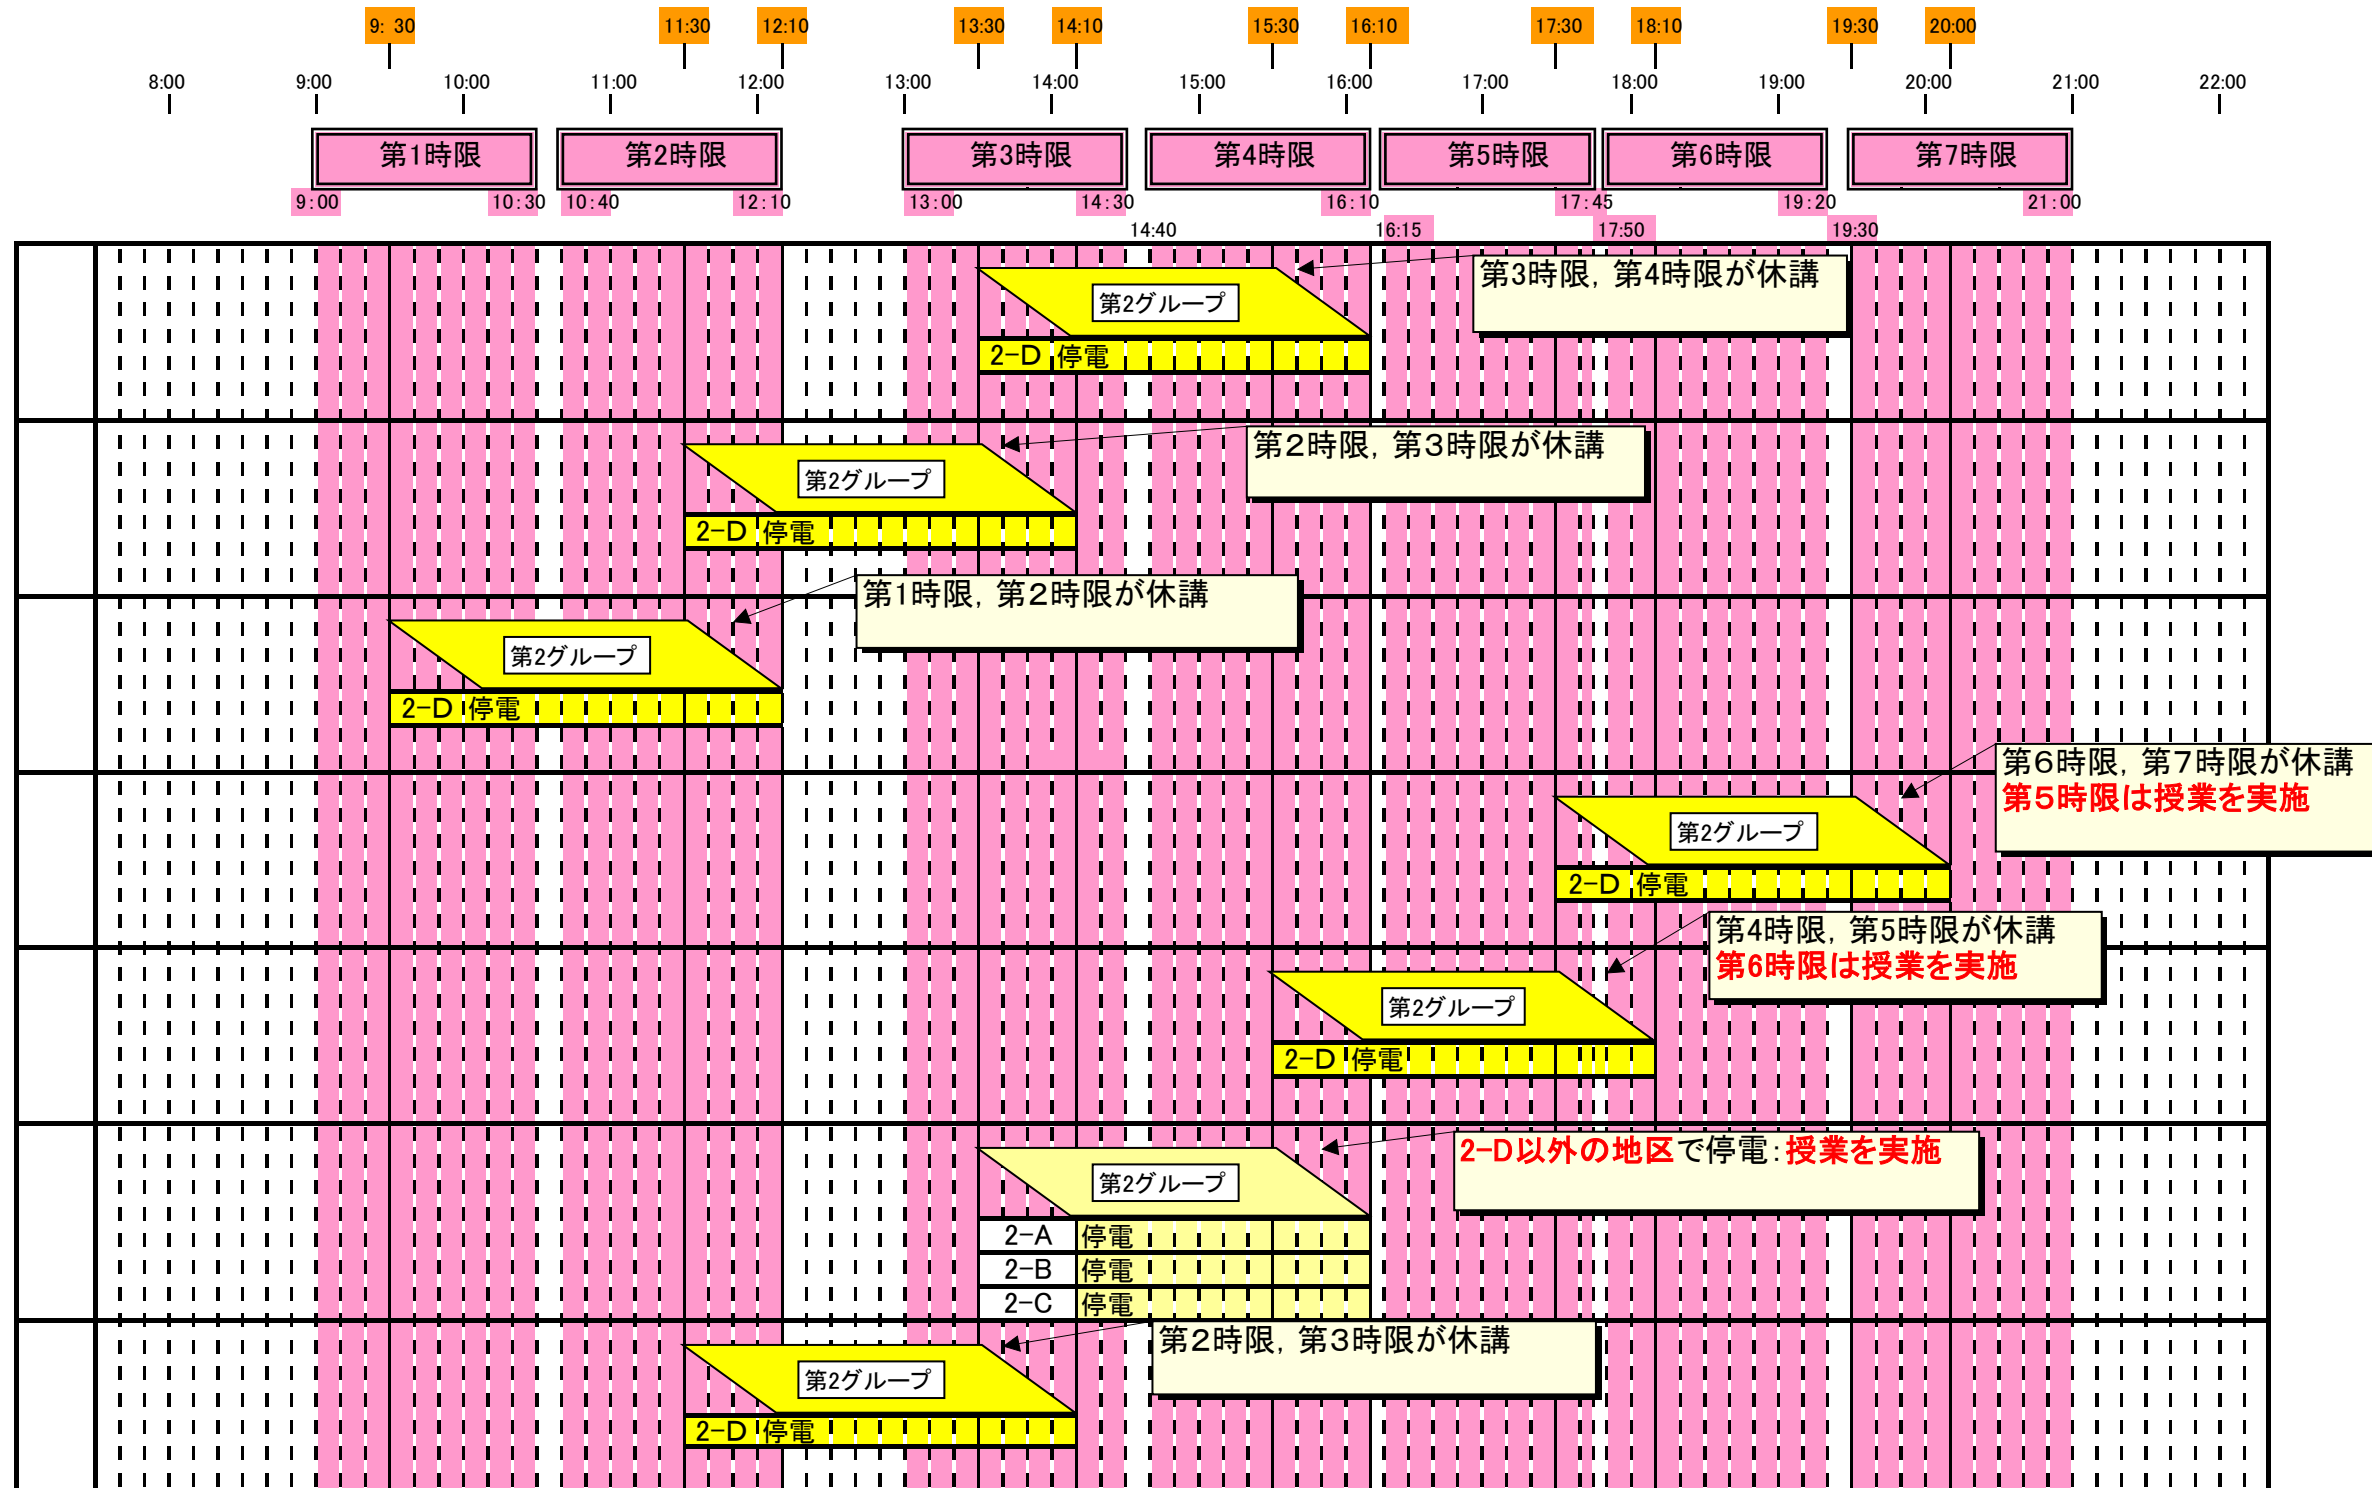 9: 30
11:30
12:10
13:30
14:10
15:30
16:10
17:30
18:10
19:30
20:00
8:00
9:00
10:00
11:00
12:00
13:00
14:00
15:00
16:00
17:00
18:00
19:00
20:00
21:00
22:00
第1時限
第2時限
第3時限
第4時限
第5時限
第6時限
第7時限
9:00
10:30
10:40
12:10
13:00
14:30
16:10
17:45
19:20
21:00
14:40
16:15
17:50
19:30
第3時限, 第4時限が休講
第2グループ
2-D 停電
第2時限, 第3時限が休講
第2グループ
2-D 停電
第1時限, 第2時限が休講
第2グループ
2-D 停電
第6時限, 第7時限が休講
第5時限は授業を実施
第2グループ
2-D 停電
第4時限, 第5時限が休講
第6時限は授業を実施
第2グループ
2-D 停電
2-D以外の地区で停電:授業を実施
第2グループ
2-A 停電
2-B 停電
2-C 停電
第2時限, 第3時限が休講
第2グループ
2-D 停電